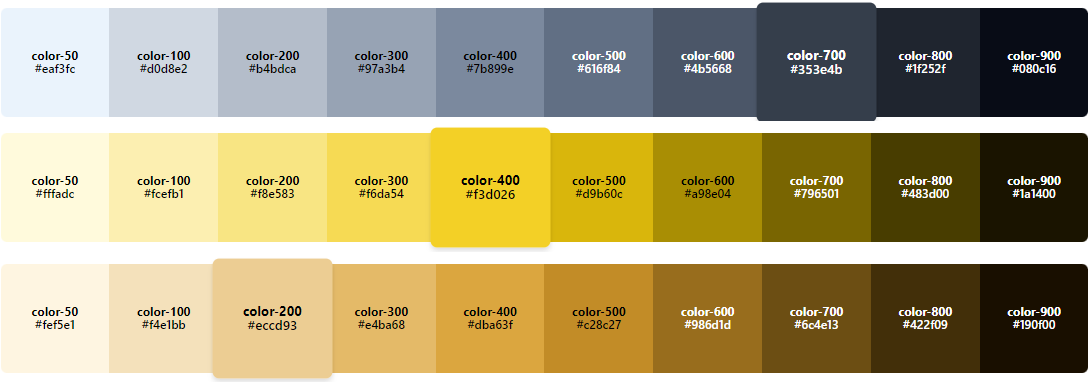 color-50 color-100 color-200 color-300 color-400 color-500 color-600 color-700 color-800 color-900
#eaf3fc #d0d8e2 #b4bdca #97a3b4 #7b899e #616f84 #4b5668 #353e4b #1f252f #080c16
color-50 color-100 color-200 color-300 color-400 color-500 color-600 color-700 color-800 color-900
#fffadc #fcefb1 #f8e583 #f6da54 #f3d026 #d9b60c #a98e04 #796501 #483d00 #1a1400
color-50 color-100 color-200 color-300 color-400 color-500 color-600 color-700 color-800 color-900
#fef5e1 #f4e1bb #eccd93 #e4ba68 #dba63f #c28c27 #986d1d #6c4e13 #422f09 #190f00